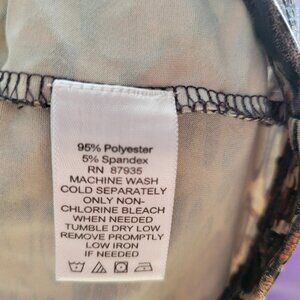 95% Polyester
5% Spandex
RN 87935
MACHINE WASH
COLD SEPARATELY
ONLY NON-
CHLORINE BLEACH
WHEN NEEDED
TUMBLE DRY LOW
REMOVE PROMPTLY
LOW IRON
IF NEEDED